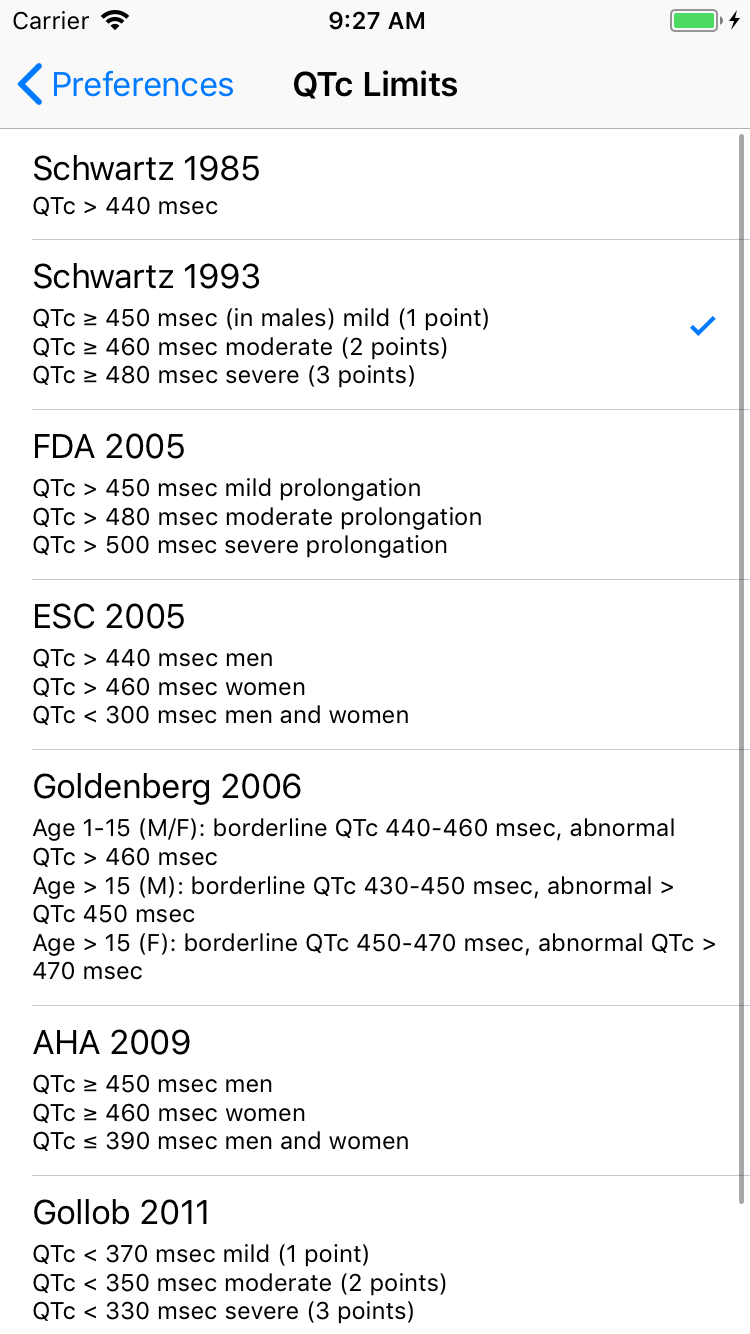 Carrier 9:27 AM
Preferences QTc Limits
Schwartz 1985
QTc > 440 msec
Schwartz 1993
QTc ≥ 450 msec (in males) mild (1 point)
QTc ≥ 460 msec moderate (2 points)
QTc ≥ 480 msec severe (3 points)
FDA 2005
QTc > 450 msec mild prolongation
QTc > 480 msec moderate prolongation
QTc > 500 msec severe prolongation
ESC 2005
QTc > 440 msec men
QTc > 460 msec women
QTc < 300 msec men and women
Goldenberg 2006
Age 1-15 (M/F): borderline QTc 440-460 msec, abnormal
QTc > 460 msec
Age > 15 (M): borderline QTc 430-450 msec, abnormal >
QTc 450 msec
Age > 15 (F): borderline QTc 450-470 msec, abnormal QTc >
470 msec
AHA 2009
QTc ≥ 450 msec men
QTc ≥ 460 msec women
QTc ≤ 390 msec men and women
Gollob 2011
QTc < 370 msec mild (1 point)
QTc < 350 msec moderate (2 points)
QTc < 330 msec severe (3 points)